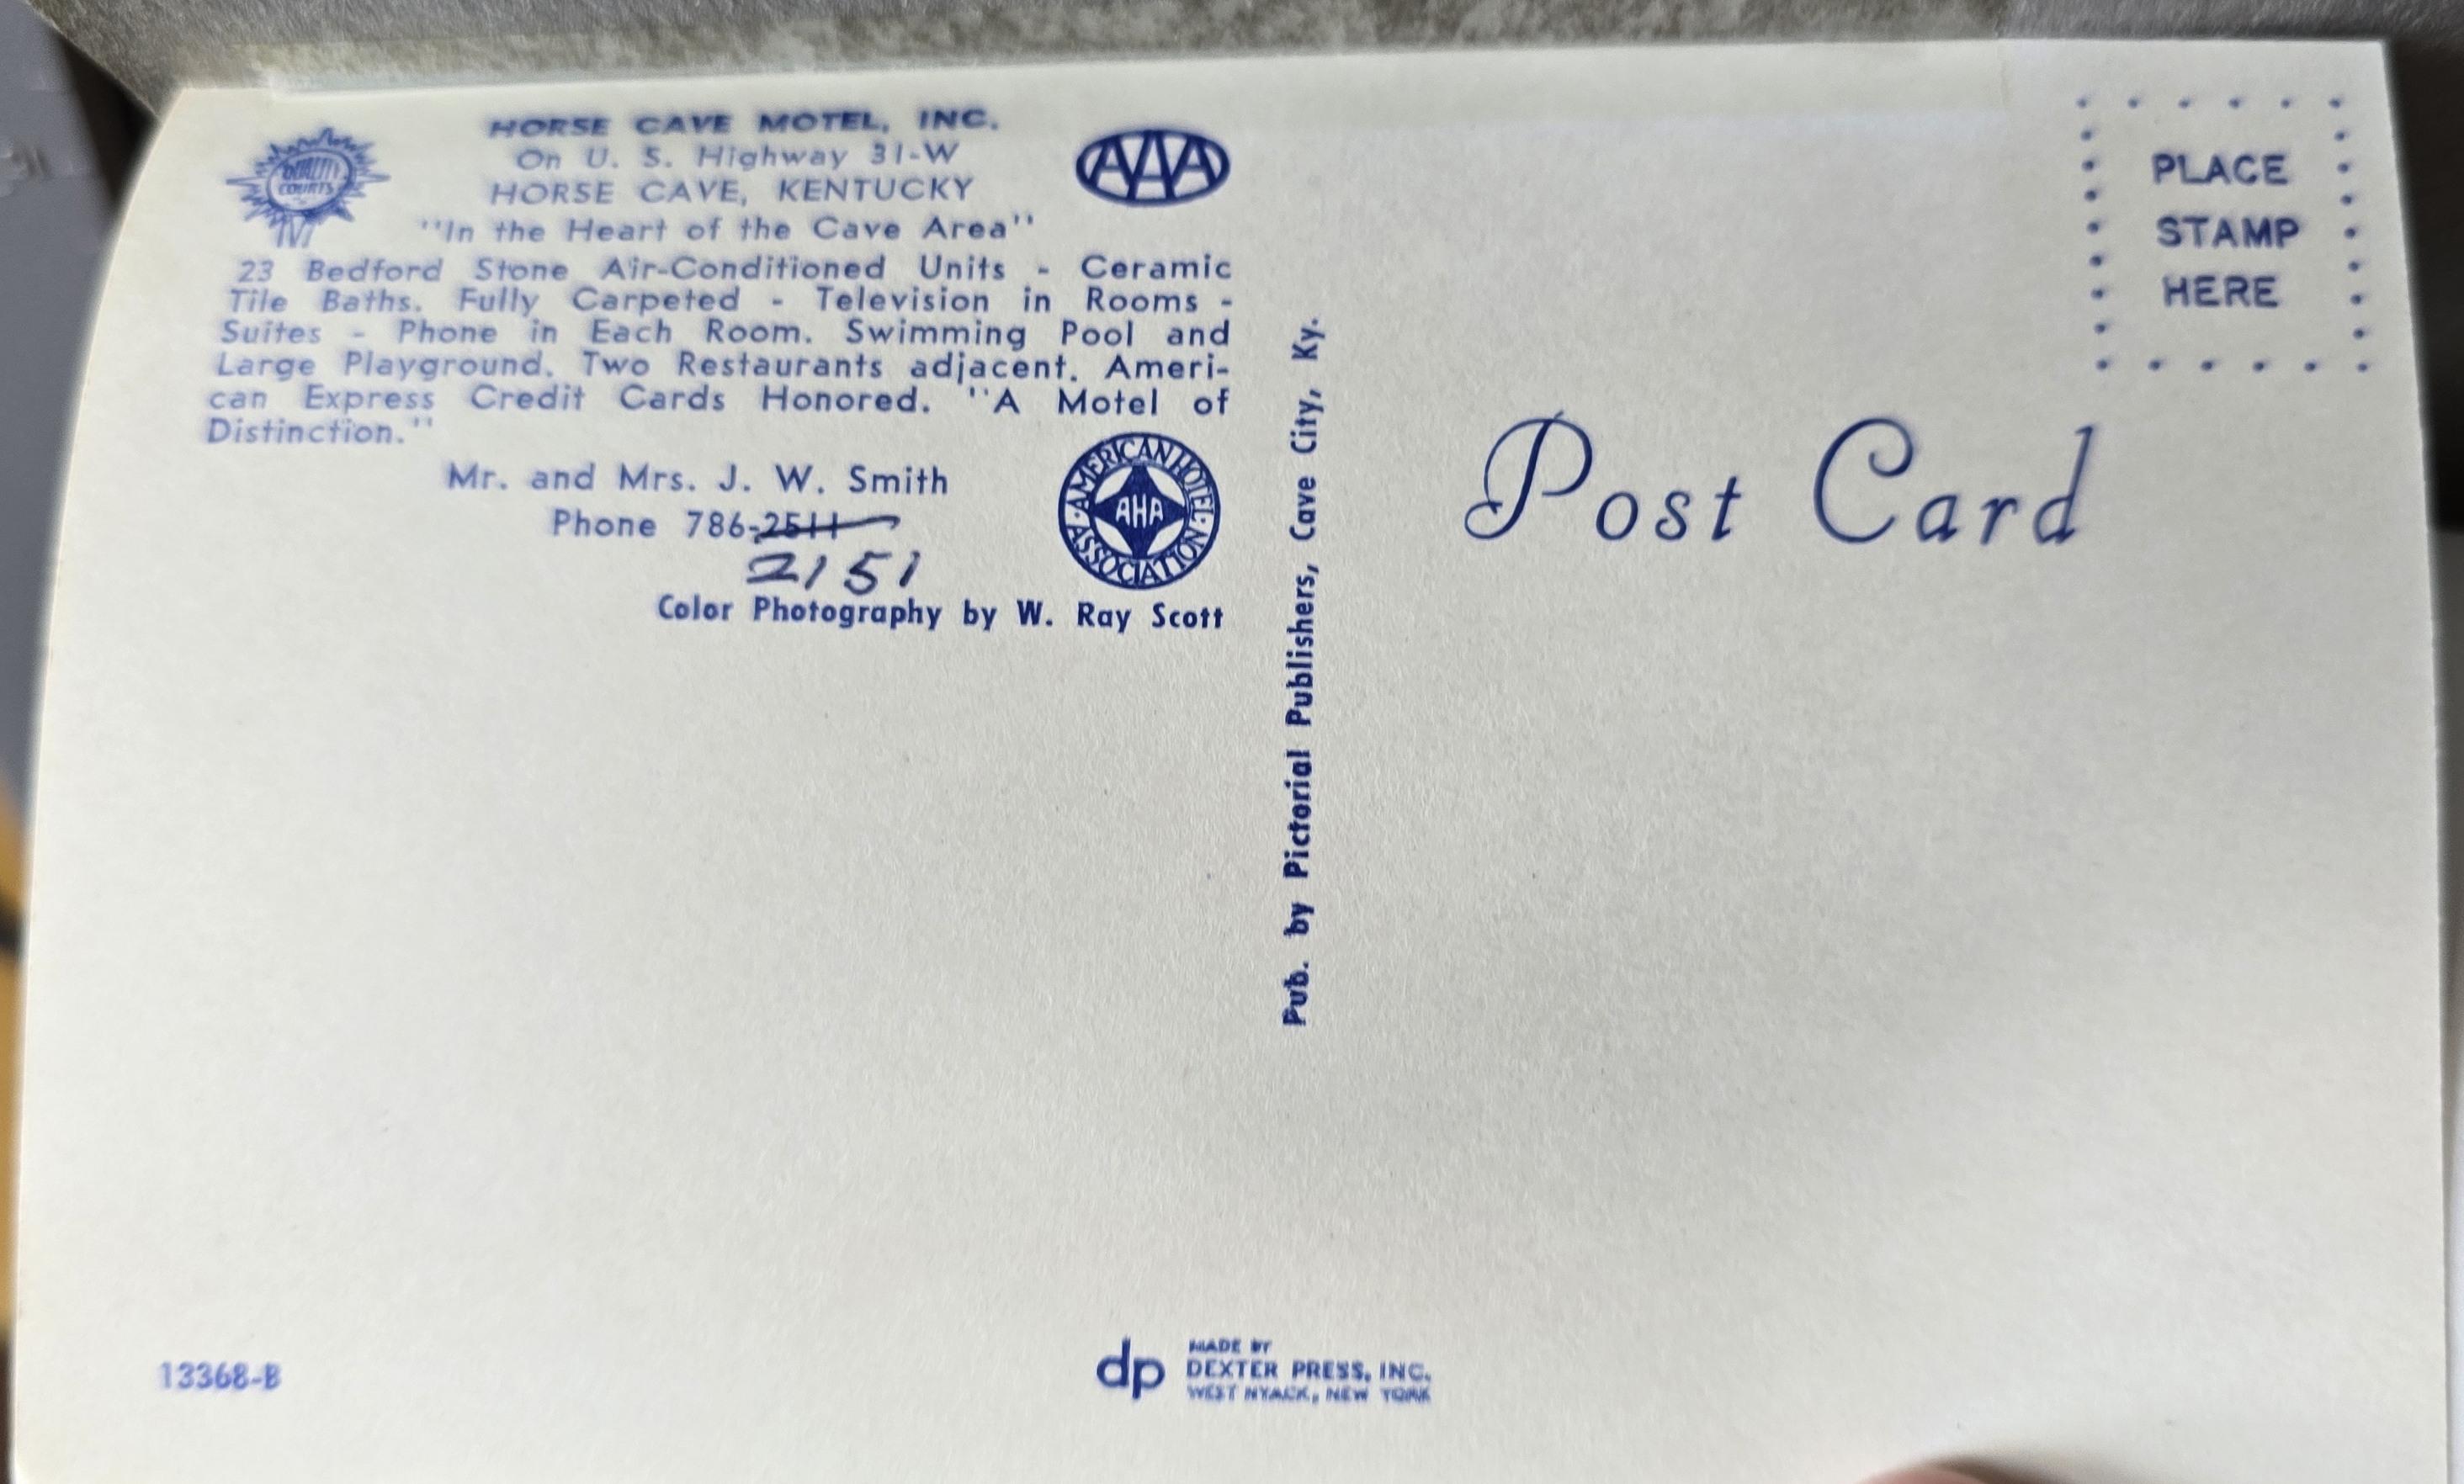 HORSE CAVE MOTEL, INC.
On U. S. Highway 31-W
HORSE CAVE, KENTUCKY
"In the Heart of the Cave Area"
QUALITY
COURTS
AAA
23 Bedford Stone Air-Conditioned Units - Ceramic
Tile Baths. Fully Carpeted - Television in Rooms -
Suites - Phone in Each Room. Swimming Pool and
Large Playground. Two Restaurants adjacent. Ameri-
can Express Credit Cards Honored. "A Motel of
Distinction."
Mr. and Mrs. J. W. Smith
Phone 786-2511
2151
AMERICAN HOTEL ASSOCIATION
AHA
Color Photography by W. Ray Scott
Pub. by Pictorial Publishers, Cave City, Ky.
PLACE
STAMP
HERE
Post Card
13368-B
dp
MADE BY
DEXTER PRESS, INC.
WEST NYACK, NEW YORK